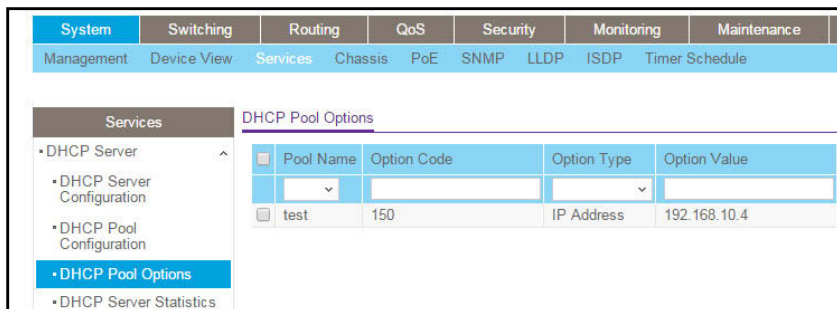 System Switching Routing QoS Security Monitoring Maintenance
Management Device View Services Chassis PoE SNMP LLDP ISDP Timer Schedule
Services
DHCP Server
DHCP Server
Configuration
DHCP Pool
Configuration
DHCP Pool Options
DHCP Server Statistics
DHCP Pool Options
Pool Name Option Code Option Type Option Value
test 150 IP Address 192.168.10.4